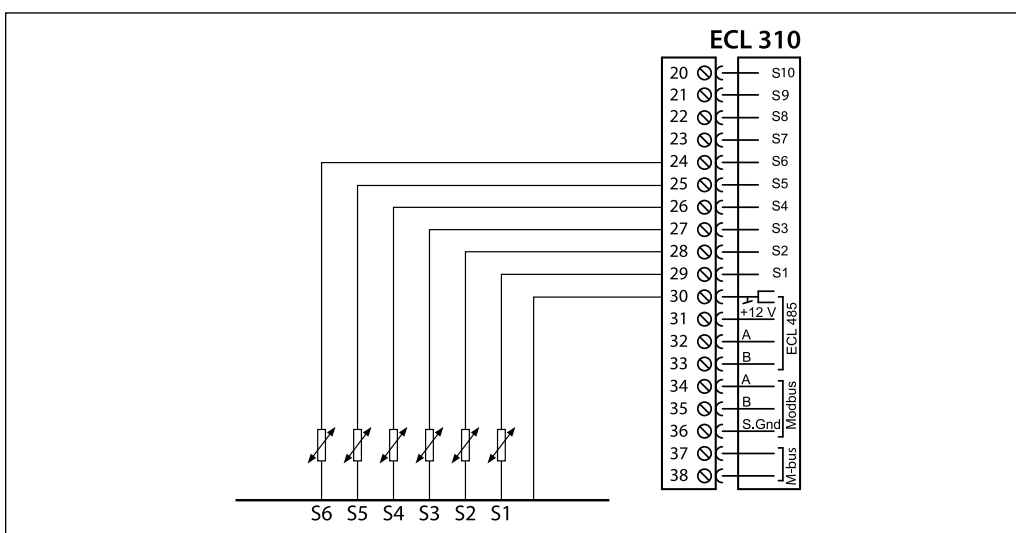 ECL 310
20 S10
21 S9
22 S8
23 S7
24 S6
25 S5
26 S4
27 S3
28 S2
29 S1
30
31 +12 V
32 A
33 B
ECL 485
34 A
35 B
36 S.Gnd
Modbus
37
38
M-bus
S6 S5 S4 S3 S2 S1